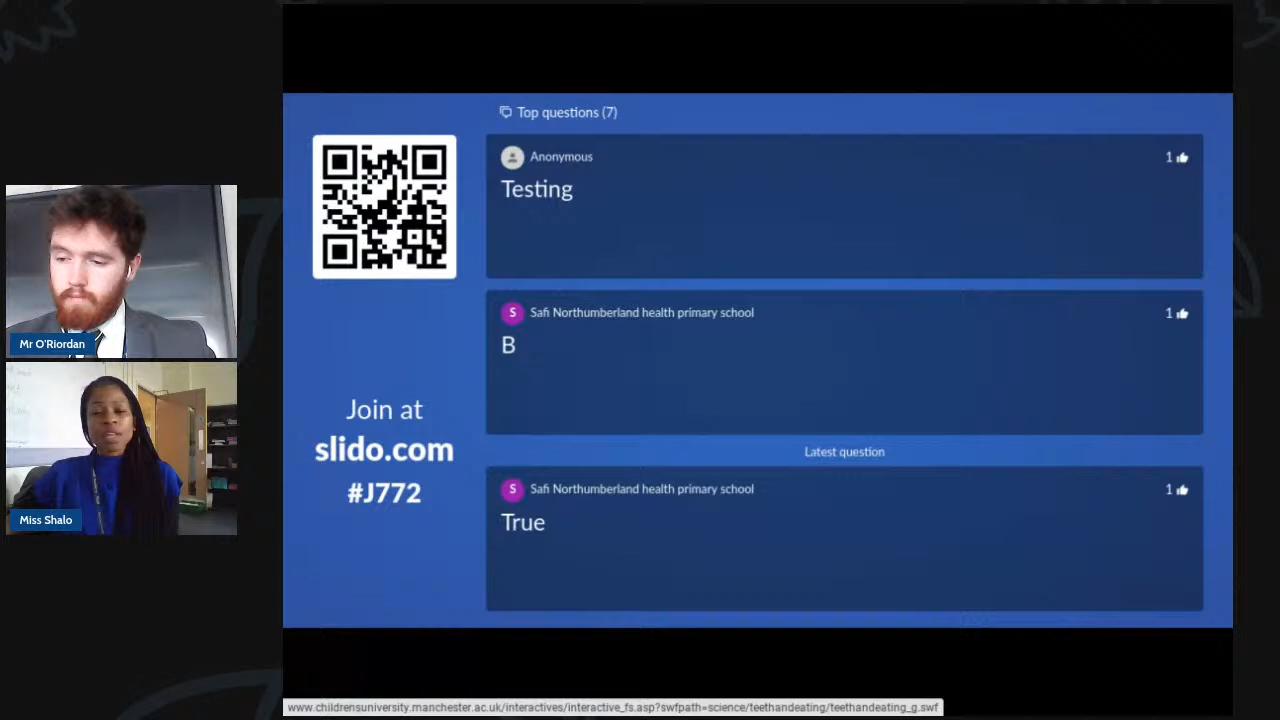 Top questions (7)
Anonymous
1
Testing
S
Safi Northumberland health primary school
1
B
Latest question
S
Safi Northumberland health primary school
1
True
Join at
slido.com
#J772
Mr O'Riordan
Miss Shalo
www.childrensuniversity.manchester.ac.uk/interactives/interactive_fs.asp?swfpath=science/teethandeating/teethandeating_g.swf